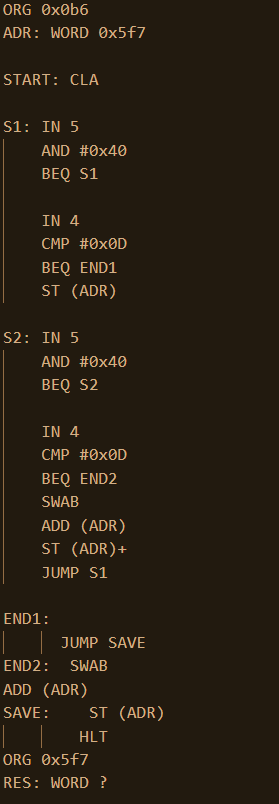 ORG 0x0b6
ADR: WORD 0x5f7
START: CLA
S1: IN 5
AND #0x40
BEQ S1
IN 4
CMP #0x0D
BEQ END1
ST (ADR)
S2: IN 5
AND #0x40
BEQ S2
IN 4
CMP #0x0D
BEQ END2
SWAB
ADD (ADR)
ST (ADR)+
JUMP S1
END1:
JUMP SAVE
END2: SWAB
ADD (ADR)
SAVE: ST (ADR)
HLT
ORG 0x5f7
RES: WORD ?